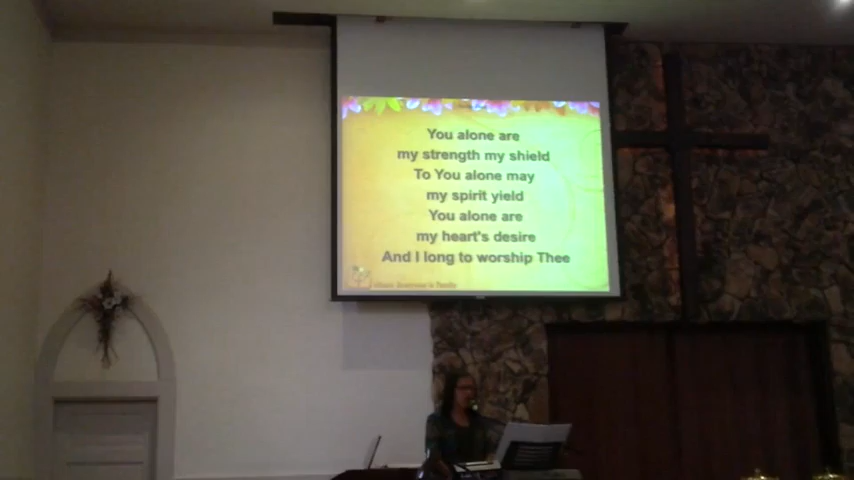 You alone are
my strength my shield
To You alone may
my spirit yield
You alone are
my heart's desire
And I long to worship Thee